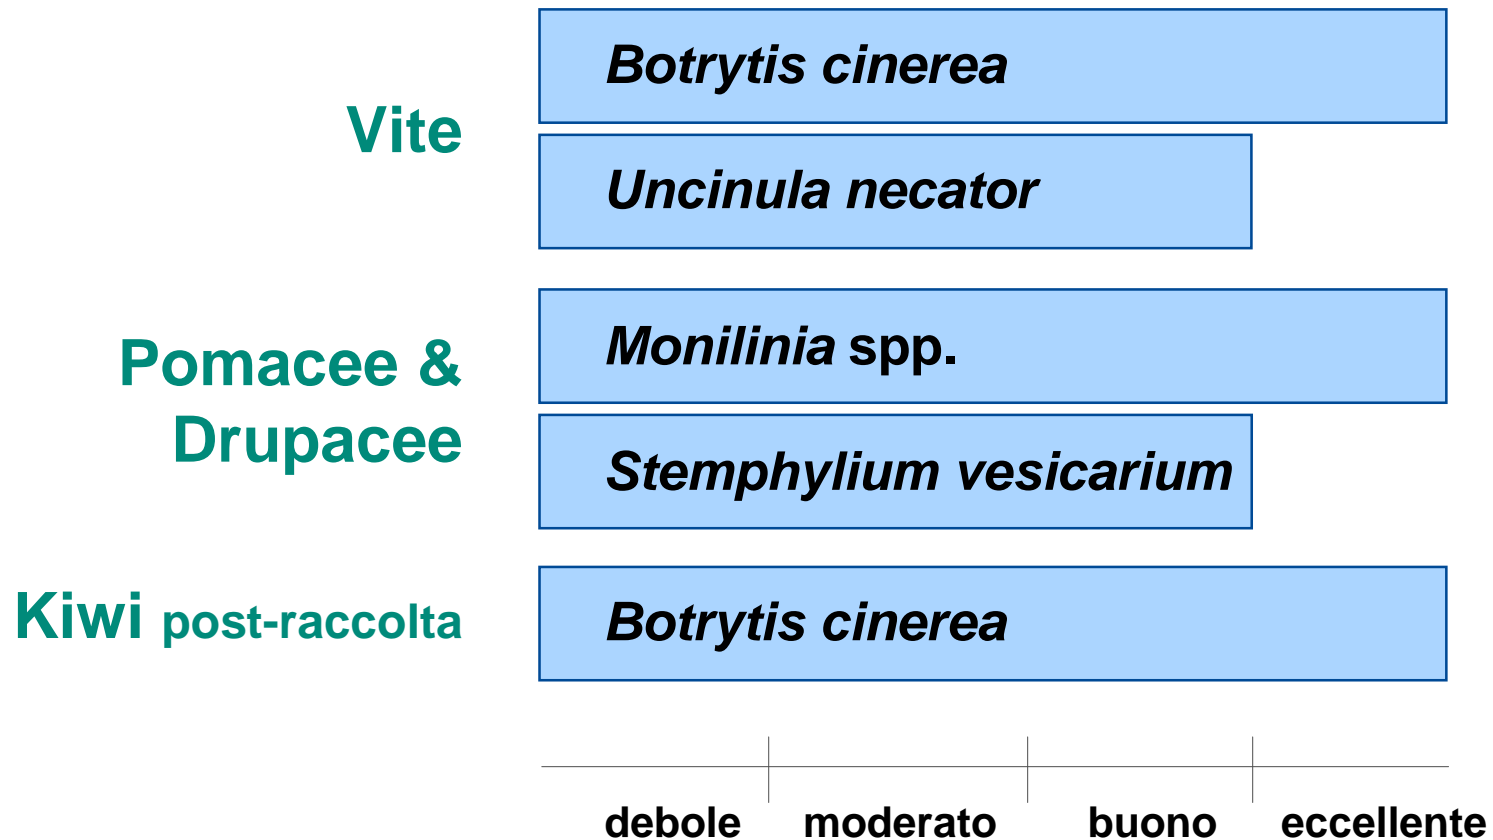 Vite
Botrytis cinerea
Uncinula necator
Pomacee &
Drupacee
Monilinia spp.
Stemphylium vesicarium
Kiwi post-raccolta
Botrytis cinerea
debole moderato buono eccellente